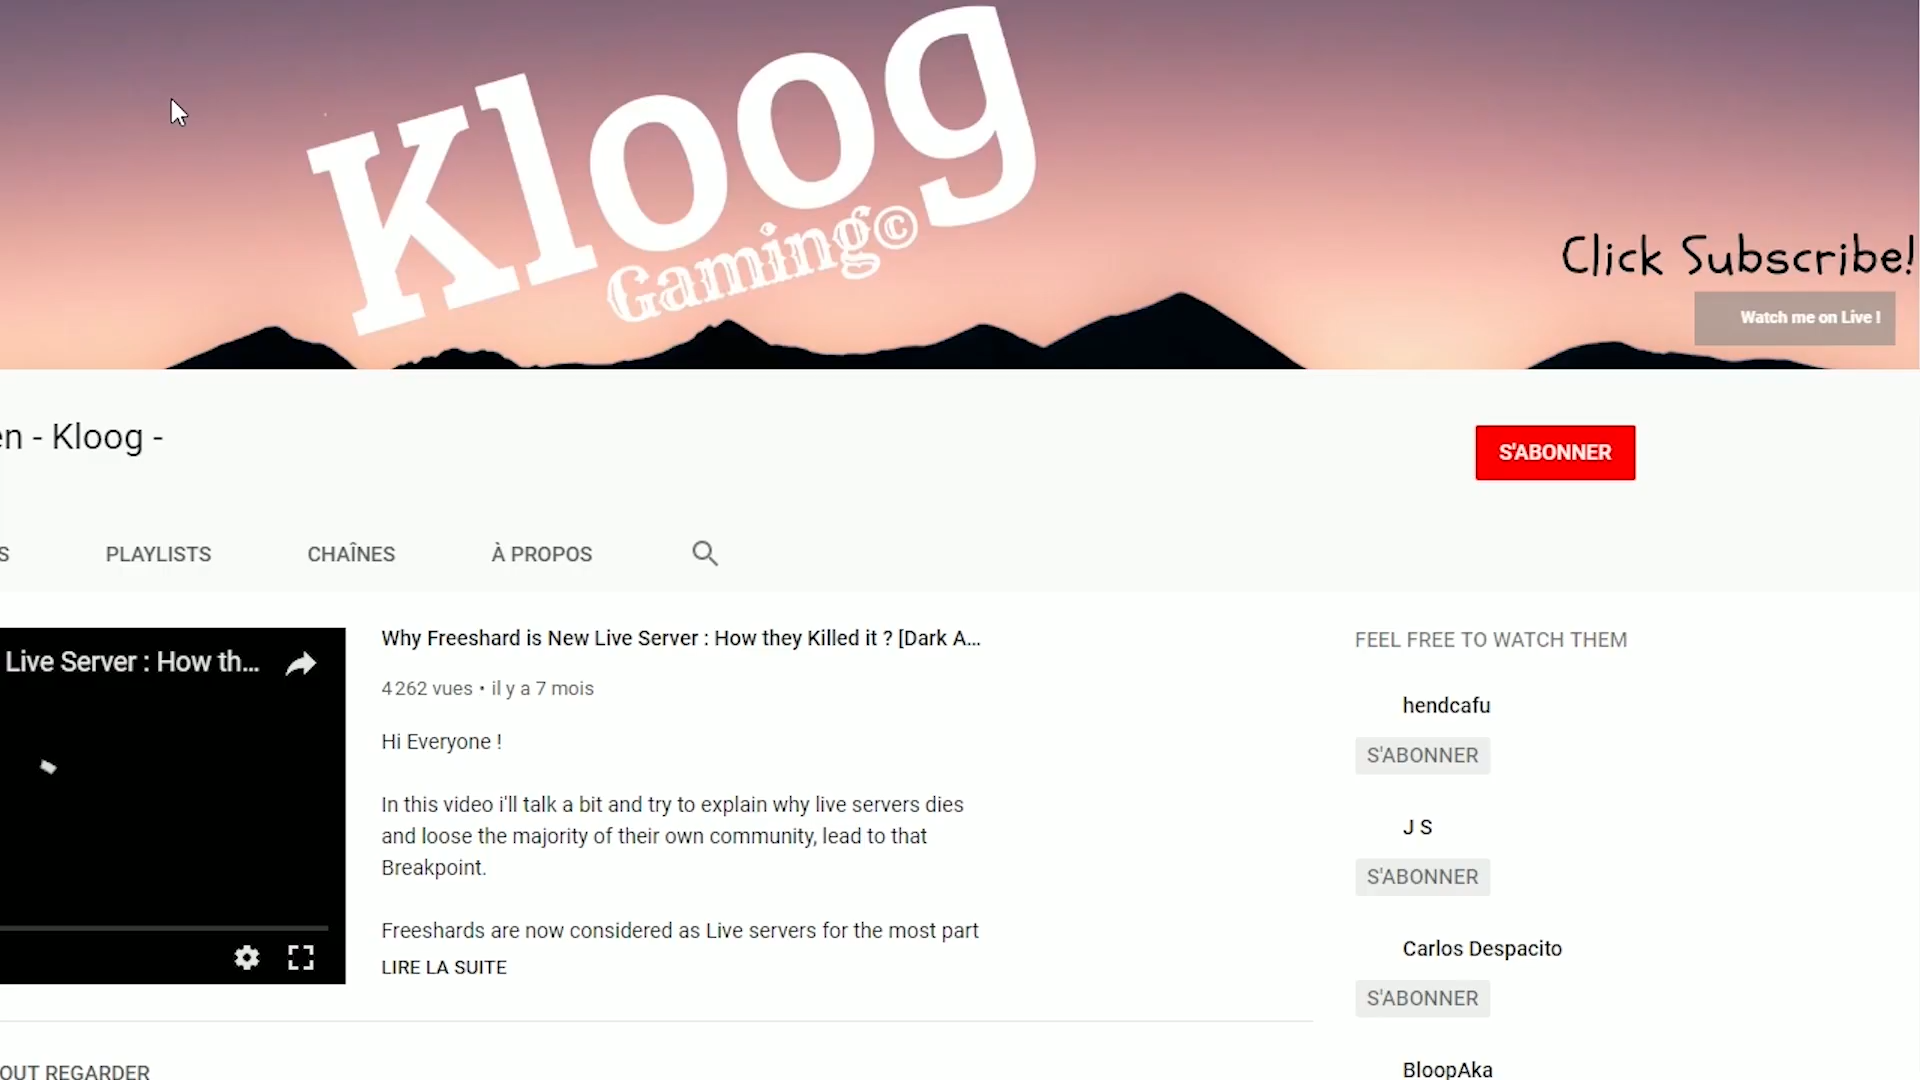 Kloog
Gaming©
Click Subscribe!
Watch me on Live !
en - Kloog -
S'ABONNER
S
PLAYLISTS
CHAÎNES
À PROPOS
Live Server : How th...
Why Freeshard is New Live Server : How they Killed it ? [Dark A...
4 262 vues • il y a 7 mois
Hi Everyone !
In this video i'll talk a bit and try to explain why live servers dies
and loose the majority of their own community, lead to that
Breakpoint.
Freeshards are now considered as Live servers for the most part
LIRE LA SUITE
FEEL FREE TO WATCH THEM
hendcafu
S'ABONNER
J S
S'ABONNER
Carlos Despacito
S'ABONNER
BloopAka
OUT REGARDER